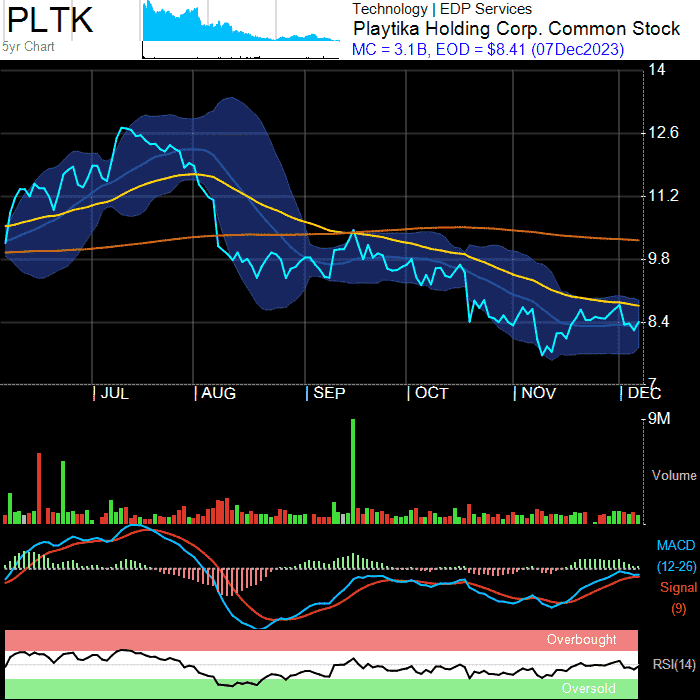 PLTK
5yr Chart
Technology | EDP Services
Playtika Holding Corp. Common Stock
MC = 3.1B, EOD = $8.41 (07Dec2023)
14
12.6
11.2
9.8
8.4
7
JUL AUG SEP OCT NOV DEC
9M
Volume
MACD
(12-26)
Signal
(9)
Overbought
RSI(14)
Oversold